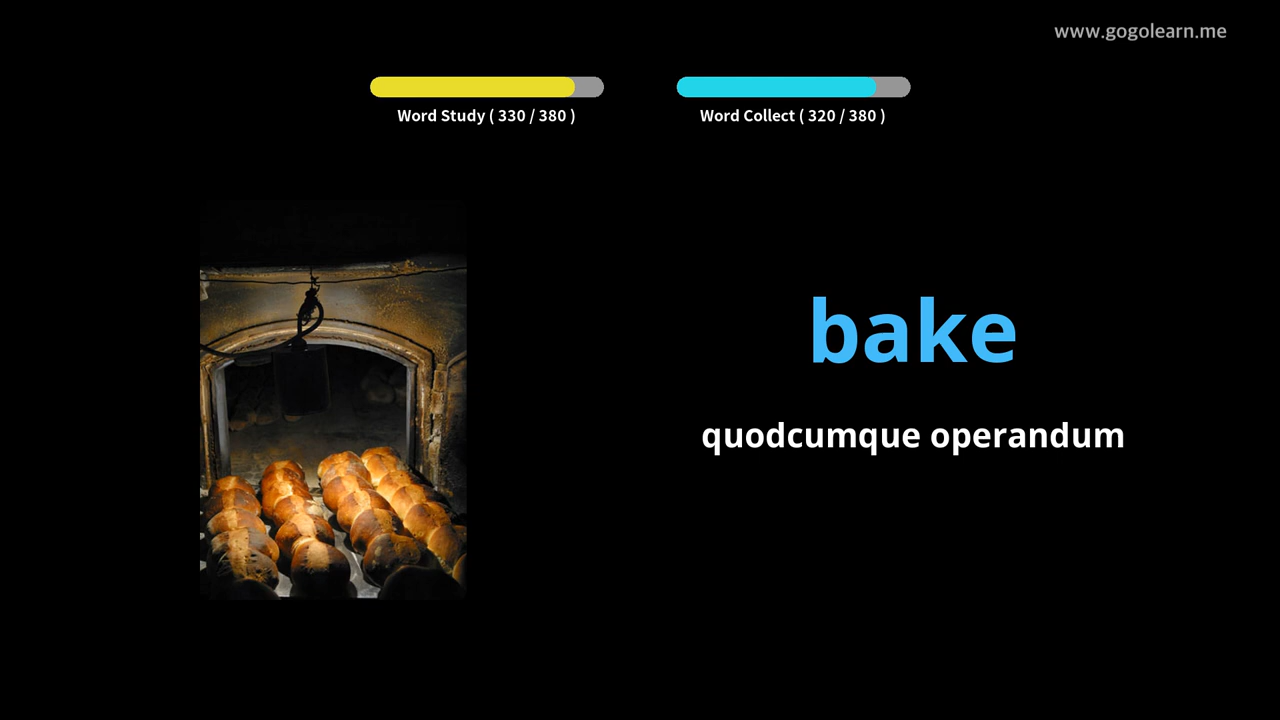 www.gogolearn.me
Word Study ( 330 / 380 )
Word Collect ( 320 / 380 )
bake
quodcumque operandum